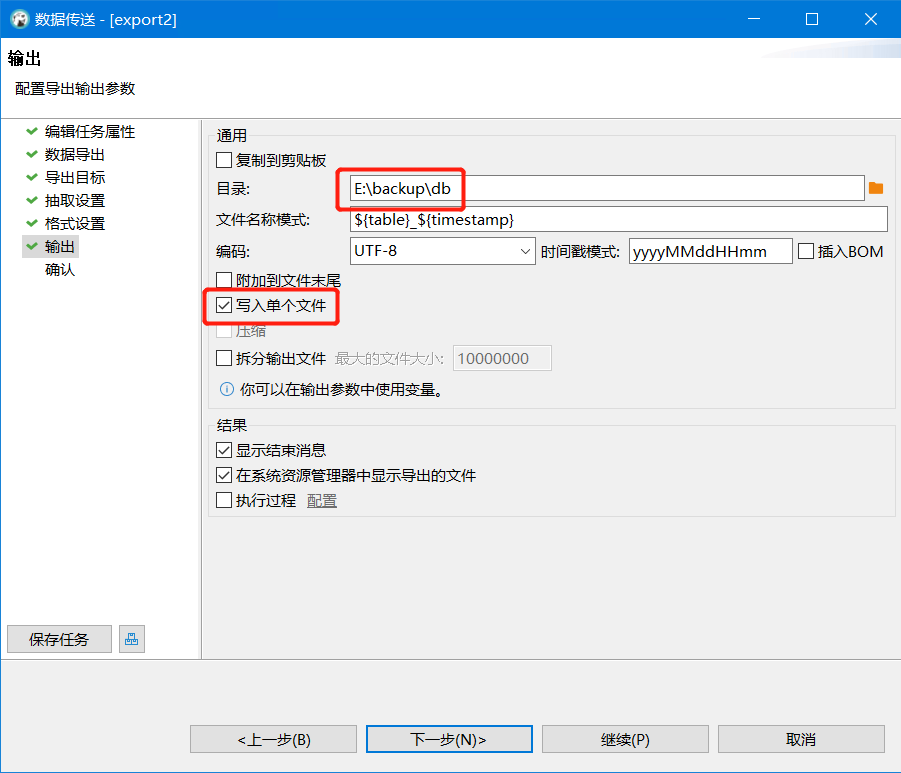 数据传送 - [export2]
输出
配置导出输出参数
编辑任务属性
数据导出
导出目标
抽取设置
格式设置
输出
确认
通用
复制到剪贴板
目录: E:\backup\db
文件名称模式: ${table}_${timestamp}
编码: UTF-8 时间戳模式: yyyyMMddHHmm 插入BOM
附加到文件末尾
写入单个文件
压缩
拆分输出文件 最大的文件大小: 10000000
你可以在输出参数中使用变量。
结果
显示结束消息
在系统资源管理器中显示导出的文件
执行过程 配置
保存任务
<上一步(B) 下一步(N)> 继续(P) 取消